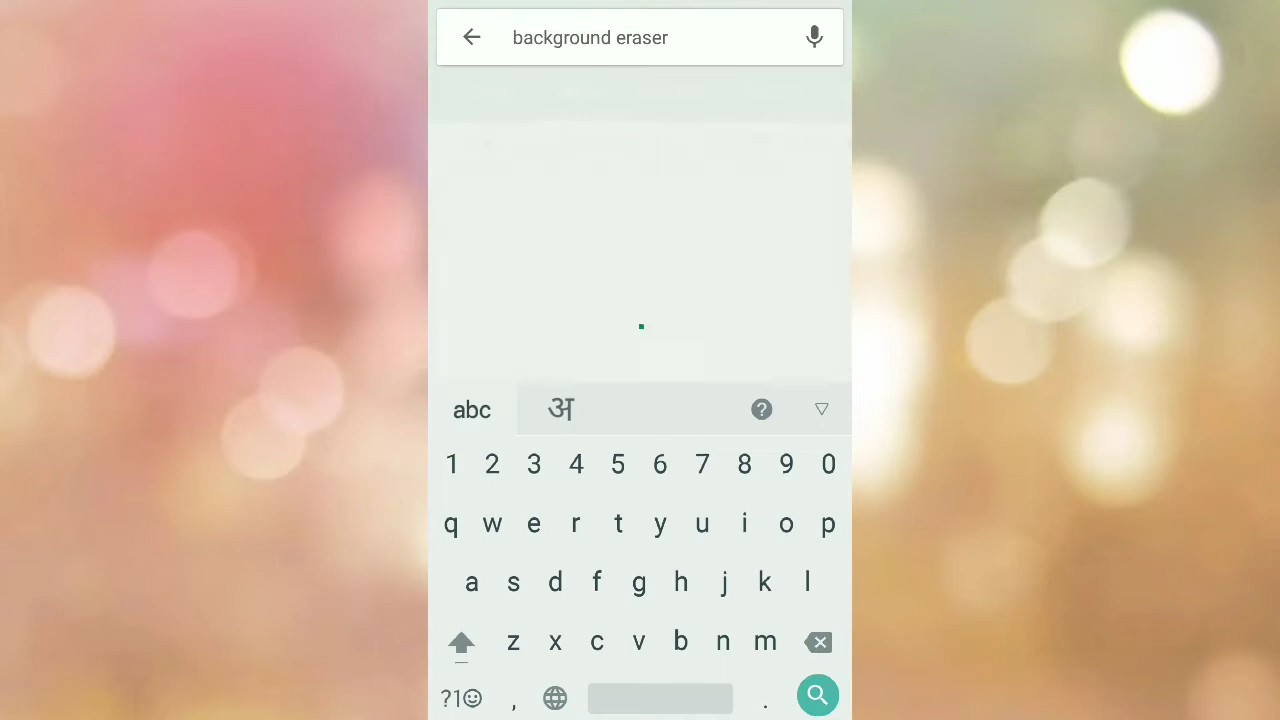 background eraser
abc अ
1 2 3 4 5 6 7 8 9 0
q w e r t y u i o p
a s d f g h j k l
z x c v b n m
?1 , .